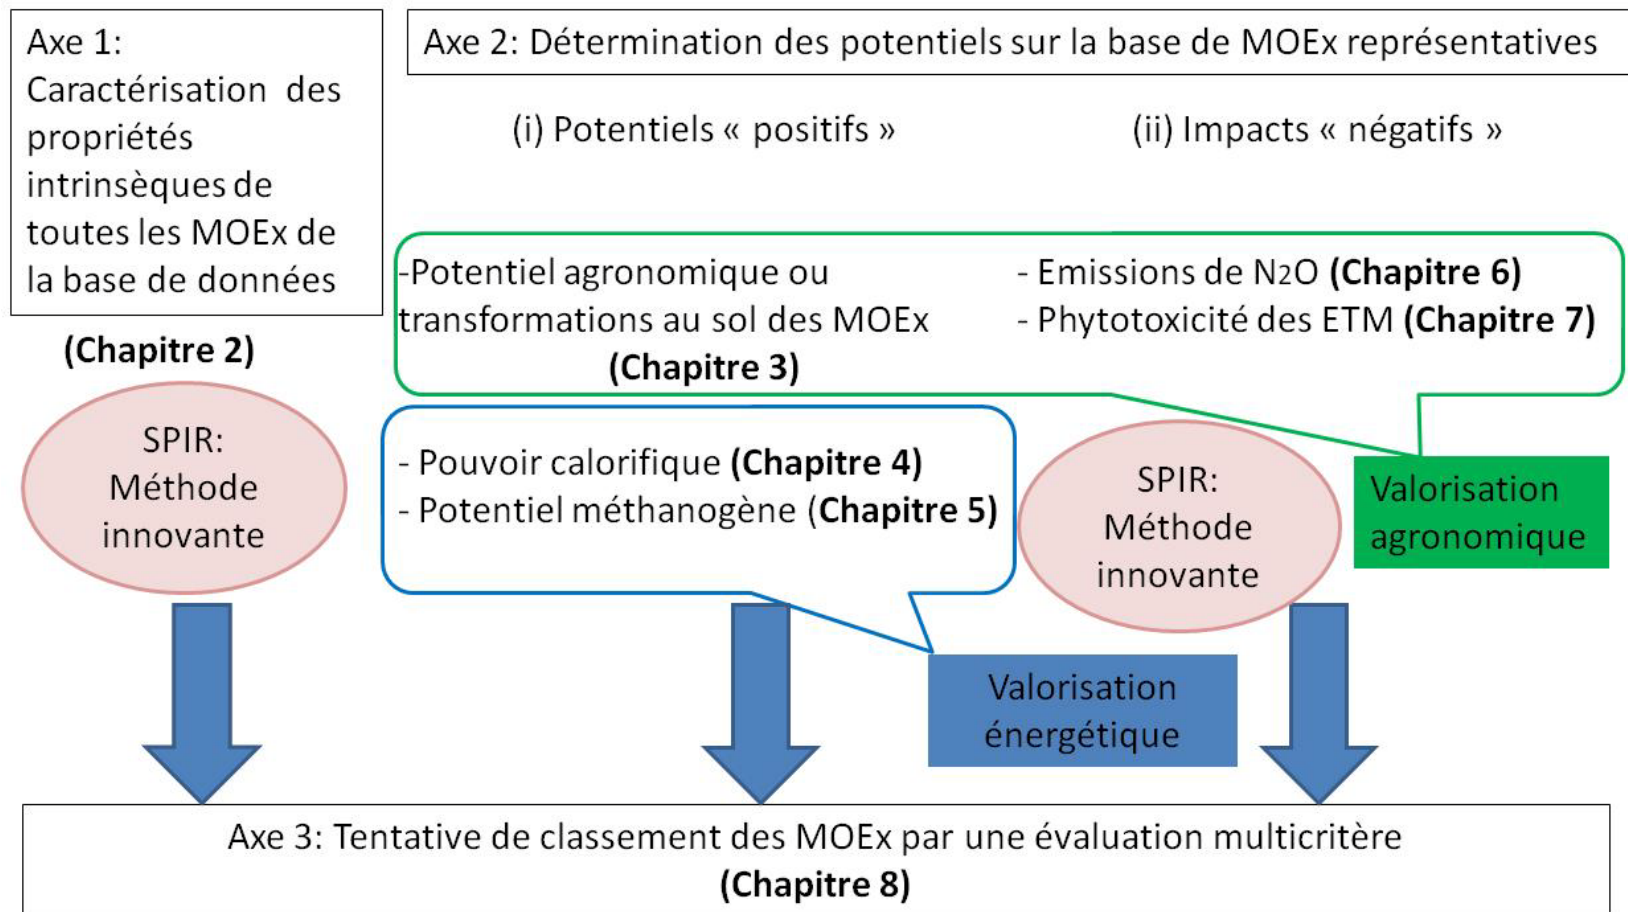 Axe 1:
Caractérisation des
propriétés
intrinsèques de
toutes les MOEx de
la base de données
(Chapitre 2)
SPIR:
Méthode
innovante
Axe 2: Détermination des potentiels sur la base de MOEx représentatives
(i) Potentiels « positifs »
(ii) Impacts « négatifs »
-Potentiel agronomique ou
transformations au sol des MOEx
(Chapitre 3)
- Emissions de N2O (Chapitre 6)
- Phytotoxicité des ETM (Chapitre 7)
- Pouvoir calorifique (Chapitre 4)
- Potentiel méthanogène (Chapitre 5)
SPIR:
Méthode
innovante
Valorisation
agronomique
Valorisation
énergétique
Axe 3: Tentative de classement des MOEx par une évaluation multicritère
(Chapitre 8)